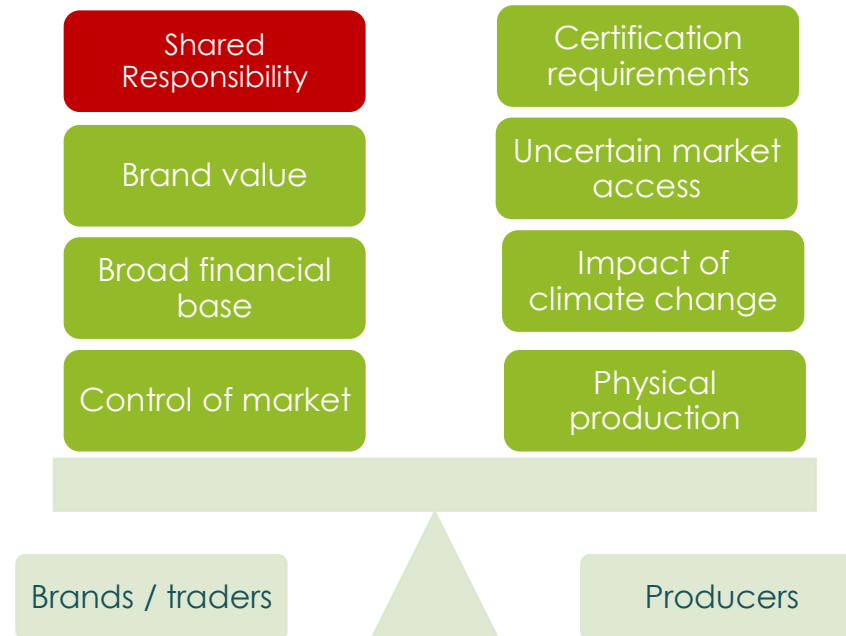 Shared
Responsibility
Brand value
Broad financial
base
Control of market
Certification
requirements
Uncertain market
access
Impact of
climate change
Physical
production
Brands / traders
Producers